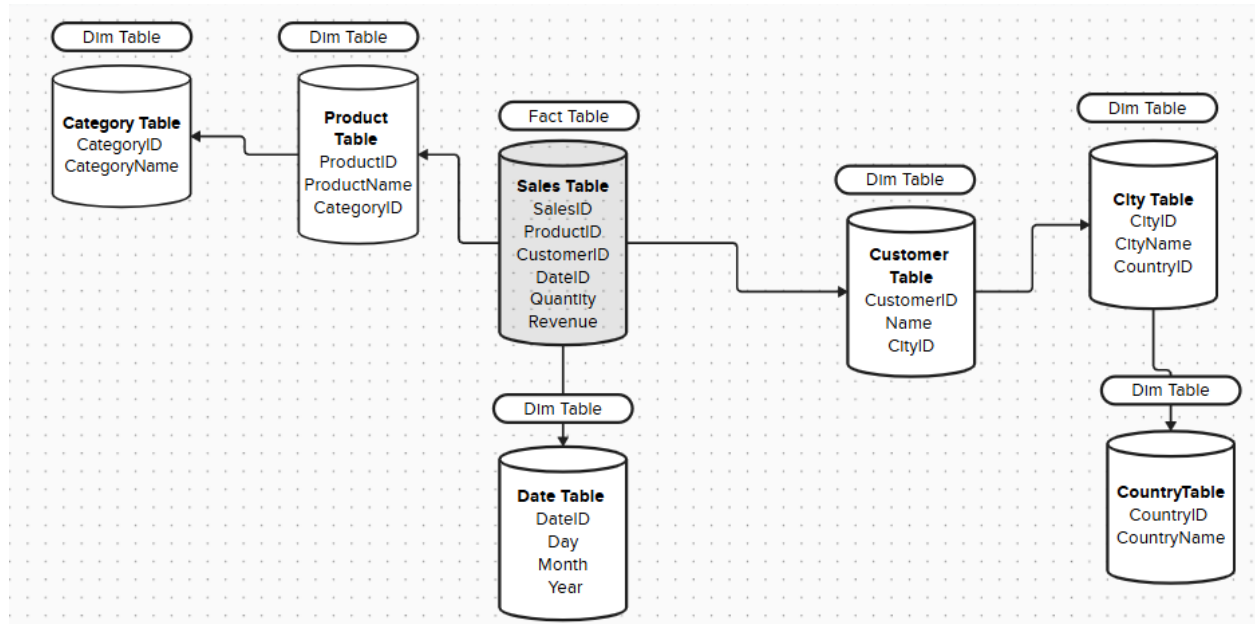 Dim Table
Category Table
CategoryID
CategoryName
Dim Table
Product
Table
ProductID
ProductName
CategoryID
Fact Table
Sales Table
SalesID
ProductID
CustomerID
DateID
Quantity
Revenue
Dim Table
Date Table
DateID
Day
Month
Year
Dim Table
Customer
Table
CustomerID
Name
CityID
Dim Table
City Table
CityID
CityName
CountryID
Dim Table
CountryTable
CountryID
CountryName